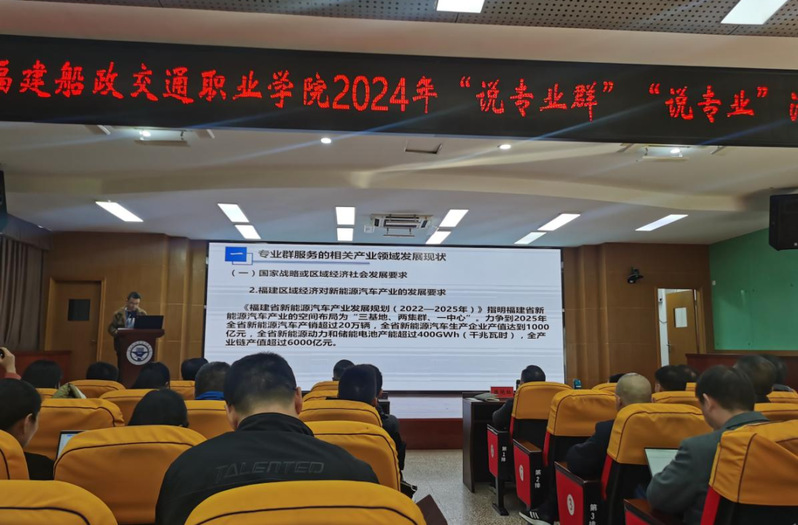 福建船政交通职业学院2024年“说专业群”“说专业”
一 专业群服务的相关产业领域发展现状
（一）国家战略或区域经济社会发展要求
2.福建区域经济对新能源汽车产业的发展要求
《福建省新能源汽车产业发展规划（2022—2025年）》指明福建省新
能源汽车产业的空间布局为“三基地、两集群、一中心”，力争到2025年
全省新能源汽车产销超过20万辆，全省新能源汽车生产企业产值达到1000
亿元，全省新能源动力和储能电池产能超过400GWh（千兆瓦时），全产
业链产值超过6000亿元。
TALENTED
第1排
第2排
第3排